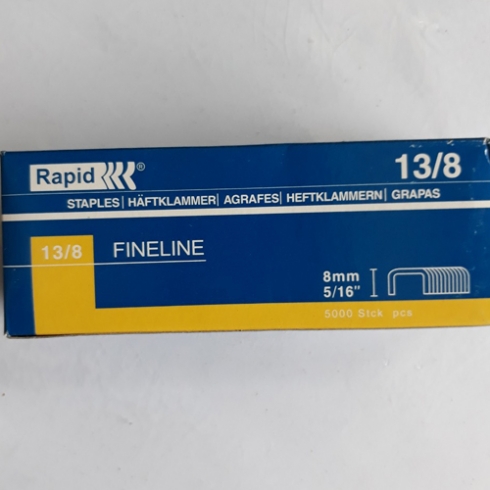 Rapid ®
13/8
STAPLES| HÄFTKLAMMER| AGRAFES| HEFTKLAMMERN| GRAPAS
13/8 FINELINE
8mm
5/16"
5000 Stck pcs